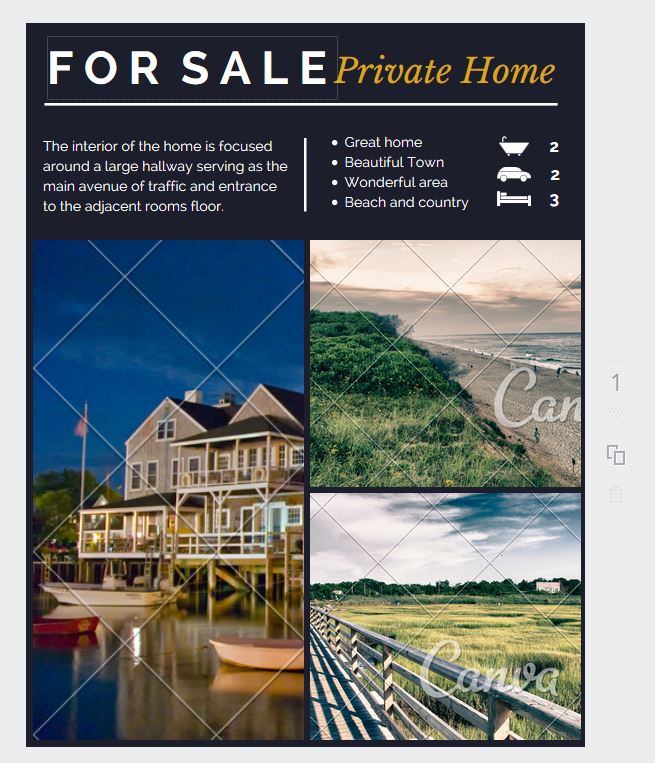 FOR SALE Private Home
The interior of the home is focused
around a large hallway serving as the
main avenue of traffic and entrance
to the adjacent rooms floor.
Great home
Beautiful Town
Wonderful area
Beach and country
2
2
3
Can
Canva
1